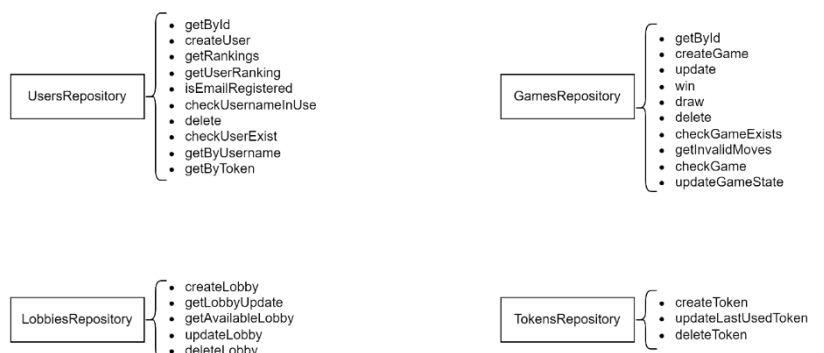 UsersRepository
getById
createUser
getRankings
getUserRanking
isEmailRegistered
checkUsernameInUse
delete
checkUserExist
getByUsername
getByToken
GamesRepository
getById
createGame
update
win
draw
delete
checkGameExists
getInvalidMoves
checkGame
updateGameState
LobbiesRepository
createLobby
getLobbyUpdate
getAvailableLobby
updateLobby
deleteLobby
TokensRepository
createToken
updateLastUsedToken
deleteToken